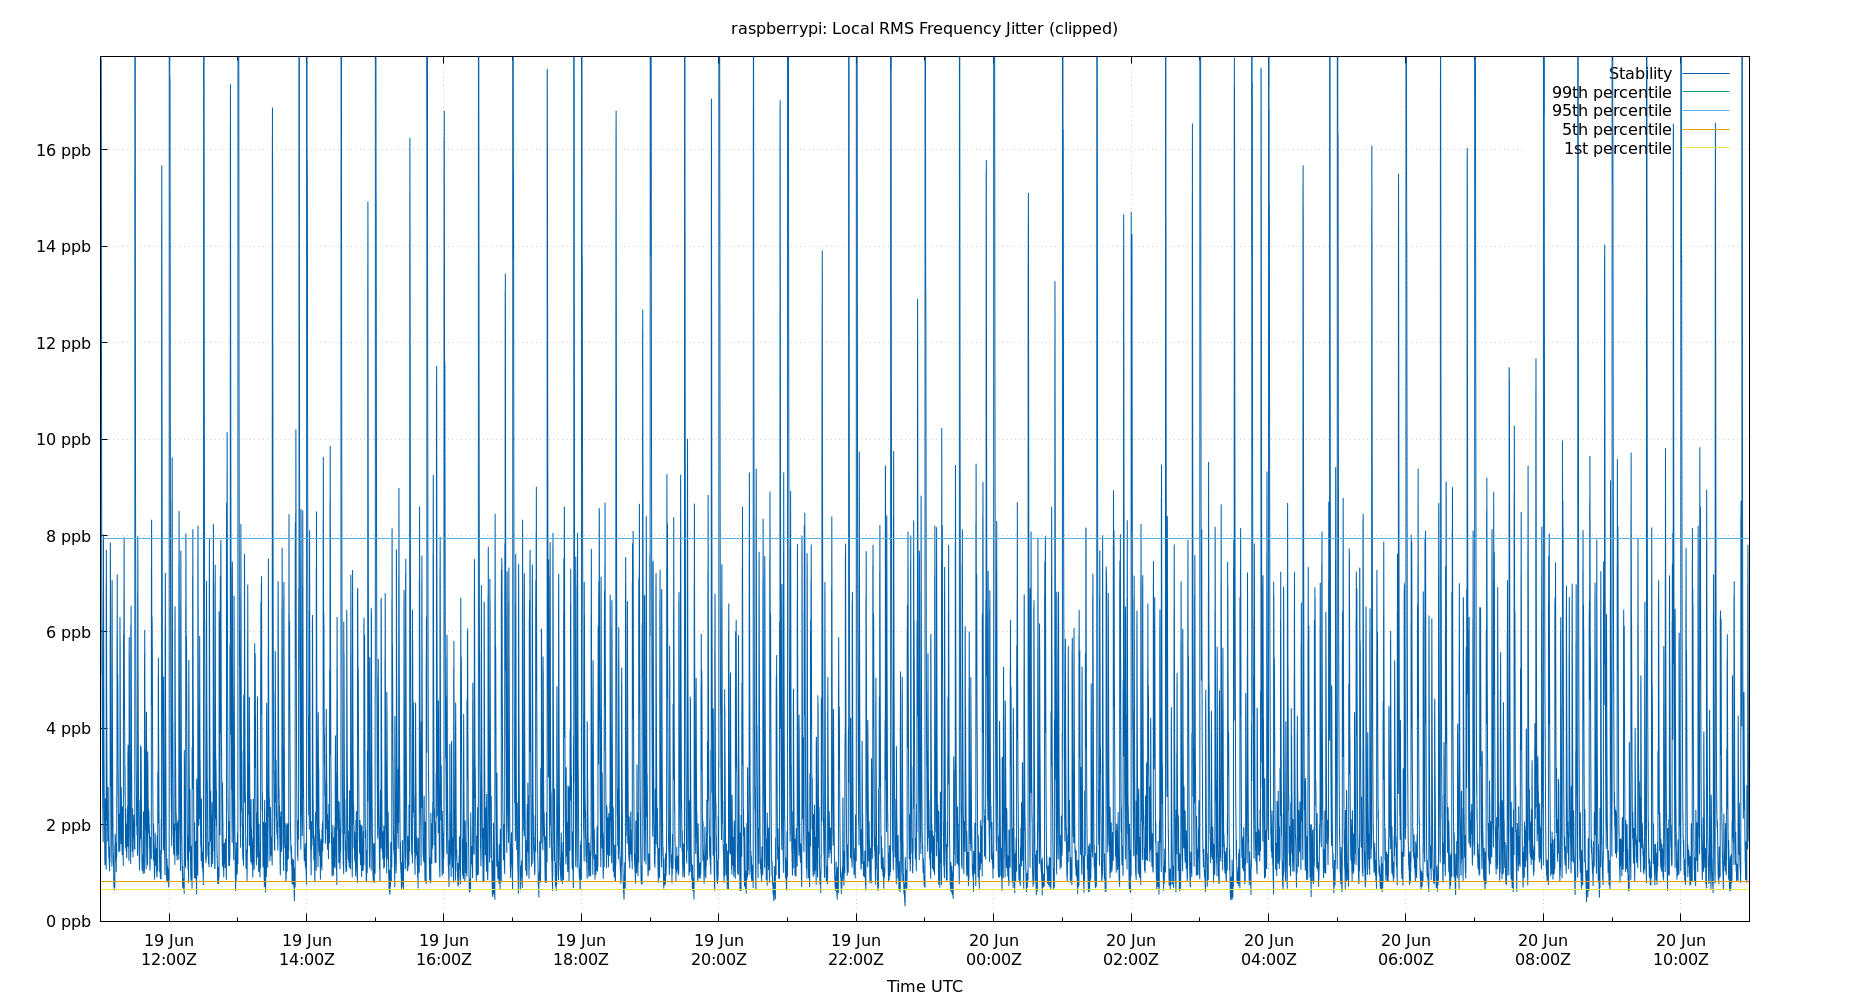 raspberrypi: Local RMS Frequency Jitter (clipped)
Stability
99th percentile
95th percentile
5th percentile
1st percentile
16 ppb
14 ppb
12 ppb
10 ppb
8 ppb
6 ppb
4 ppb
2 ppb
0 ppb
19 Jun 19 Jun 19 Jun 19 Jun 19 Jun 19 Jun 20 Jun 20 Jun 20 Jun 20 Jun 20 Jun 20 Jun
12:00Z 14:00Z 16:00Z 18:00Z 20:00Z 22:00Z 00:00Z 02:00Z 04:00Z 06:00Z 08:00Z 10:00Z
Time UTC